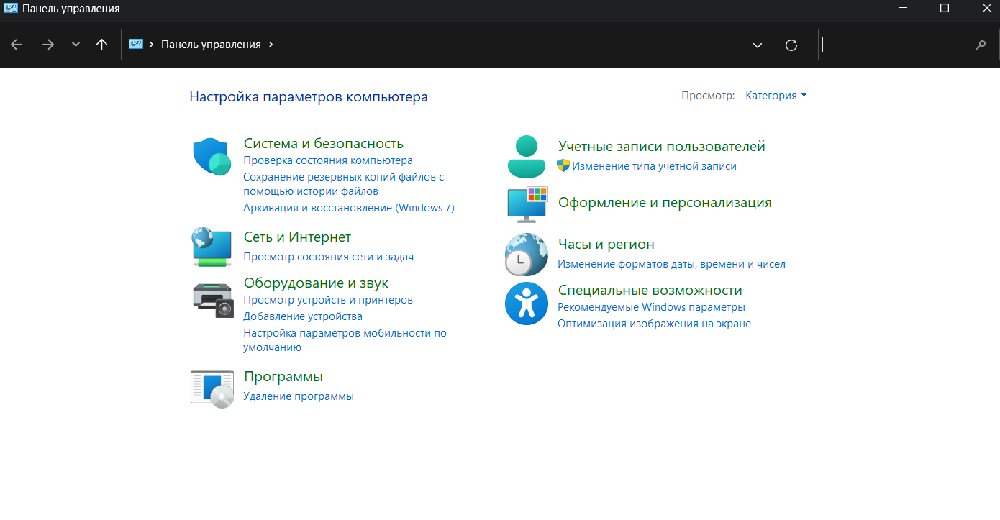 Панель управления
Панель управления
Настройка параметров компьютера
Просмотр: Категория
Система и безопасность
Проверка состояния компьютера
Сохранение резервных копий файлов с
помощью истории файлов
Архивация и восстановление (Windows 7)
Сеть и Интернет
Просмотр состояния сети и задач
Оборудование и звук
Просмотр устройств и принтеров
Добавление устройства
Настройка параметров мобильности по
умолчанию
Программы
Удаление программы
Учетные записи пользователей
Изменение типа учетной записи
Оформление и персонализация
Часы и регион
Изменение форматов даты, времени и чисел
Специальные возможности
Рекомендуемые Windows параметры
Оптимизация изображения на экране